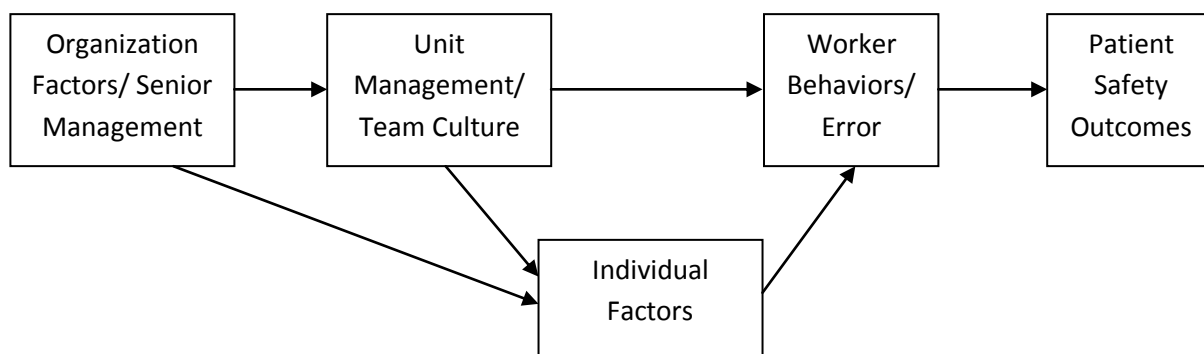 Organization
Factors/ Senior
Management
Unit
Management/
Team Culture
Worker
Behaviors/
Error
Patient
Safety
Outcomes
Individual
Factors